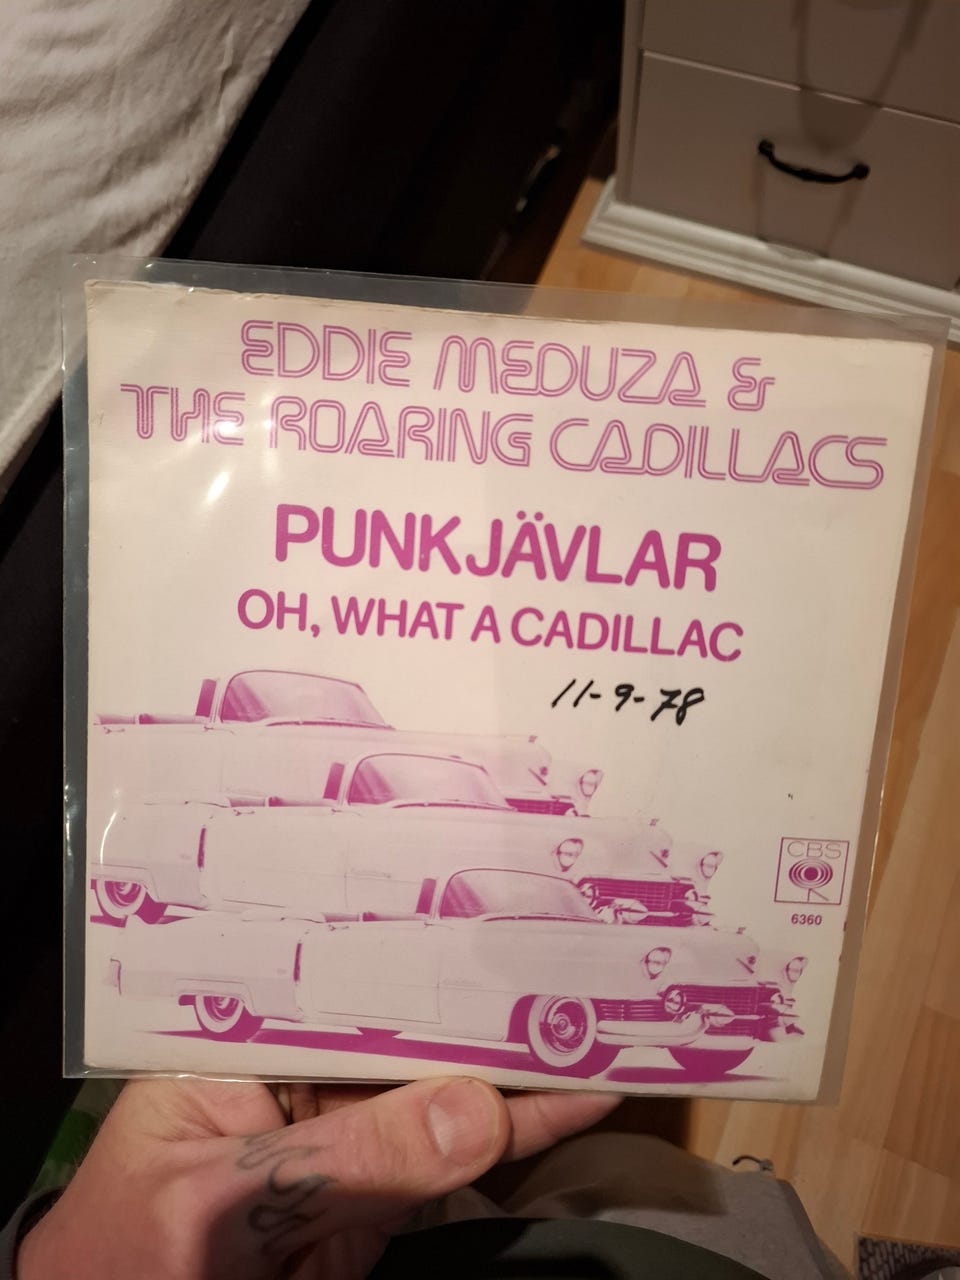 EDDIE MEDUZA &
THE ROARING CADILLACS
PUNKJÄVLAR
OH, WHAT A CADILLAC
11-9-78
CBS
6360